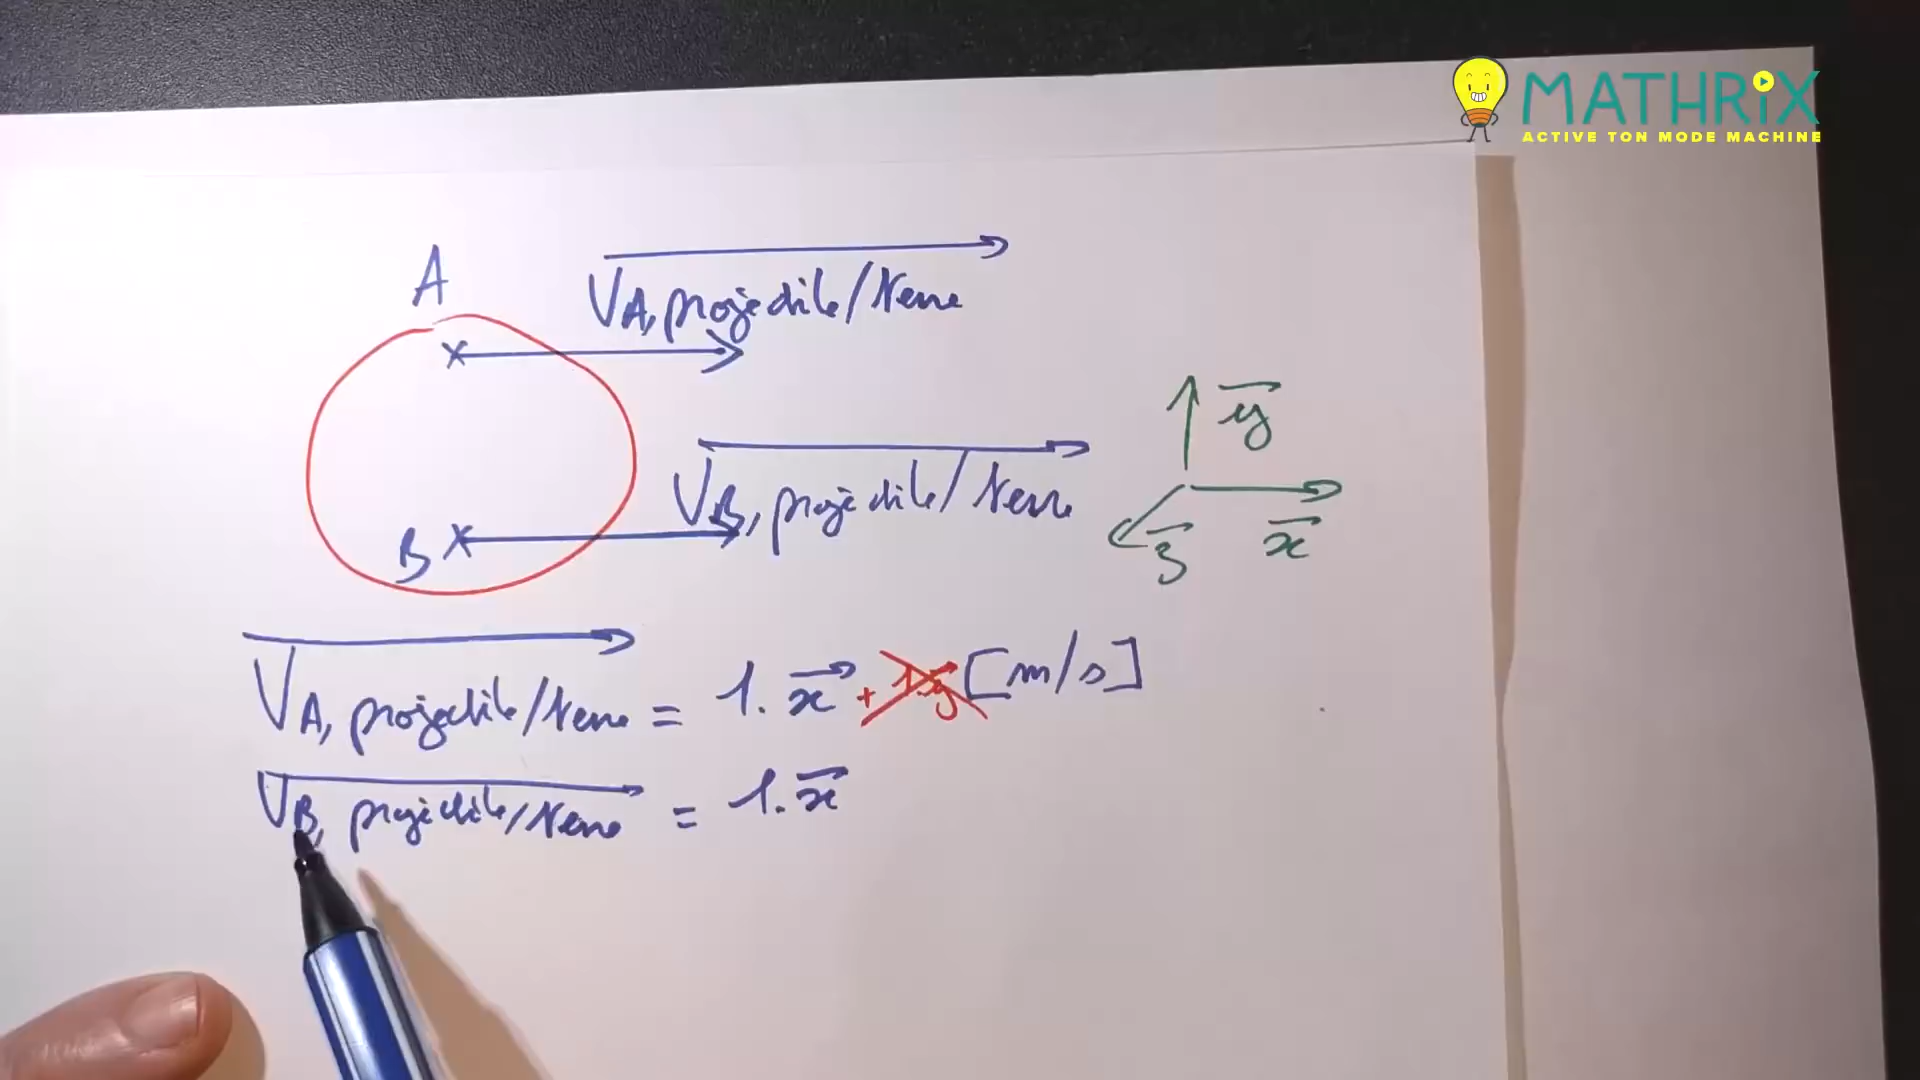 MATHRiX
ACTIVE TON MODE MACHINE
A
V A, projectile/terre
y
V B, projectile/terre
B
z x
V A, projectile/terre = 1. x + 1. y [m/s]
V B, projectile/terre = 1. x